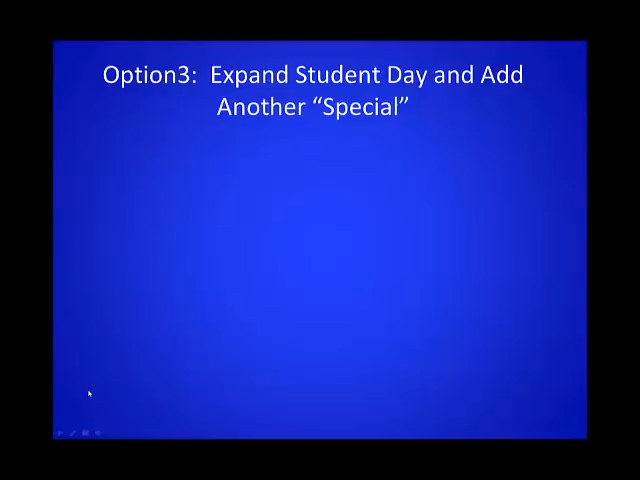 Option3:  Expand Student Day and Add
Another “Special”